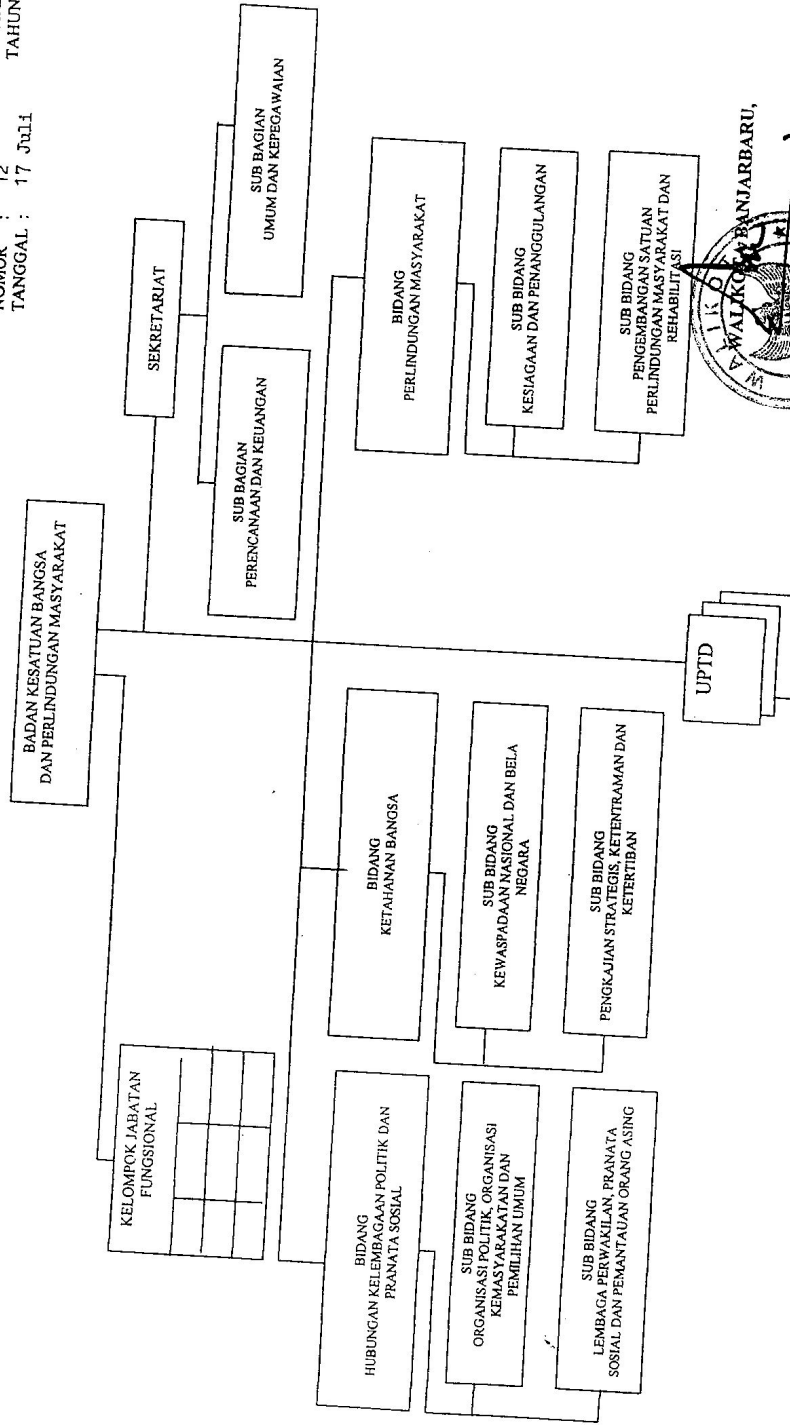 TAHUN
NOMOR : 12
TANGGAL : 17 Juli
BADAN KESATUAN BANGSA
DAN PERLINDUNGAN MASYARAKAT
KELOMPOK JABATAN
FUNGSIONAL
SEKRETARIAT
SUB BAGIAN
PERENCANAAN DAN KEUANGAN
SUB BAGIAN
UMUM DAN KEPEGAWAIAN
BIDANG
HUBUNGAN KELEMBAGAAN POLITIK DAN
PRANATA SOSIAL
SUB BIDANG
ORGANISASI POLITIK, ORGANISASI
KEMASYARAKATAN DAN
PEMILIHAN UMUM
SUB BIDANG
LEMBAGA PERWAKILAN, PRANATA
SOSIAL DAN PEMANTAUAN ORANG ASING
BIDANG
KETAHANAN BANGSA
SUB BIDANG
KEWASPADAAN NASIONAL DAN BELA
NEGARA
SUB BIDANG
PENGKAJIAN STRATEGIS, KETENTRAMAN DAN
KETERTIBAN
BIDANG
PERLINDUNGAN MASYARAKAT
SUB BIDANG
KESIAGAAN DAN PENANGGULANGAN
SUB BIDANG
PENGEMBANGAN SATUAN
PERLINDUNGAN MASYARAKAT DAN
REHABILITASI
UPTD
WALIKOTA BANJARBARU,
WALIKO